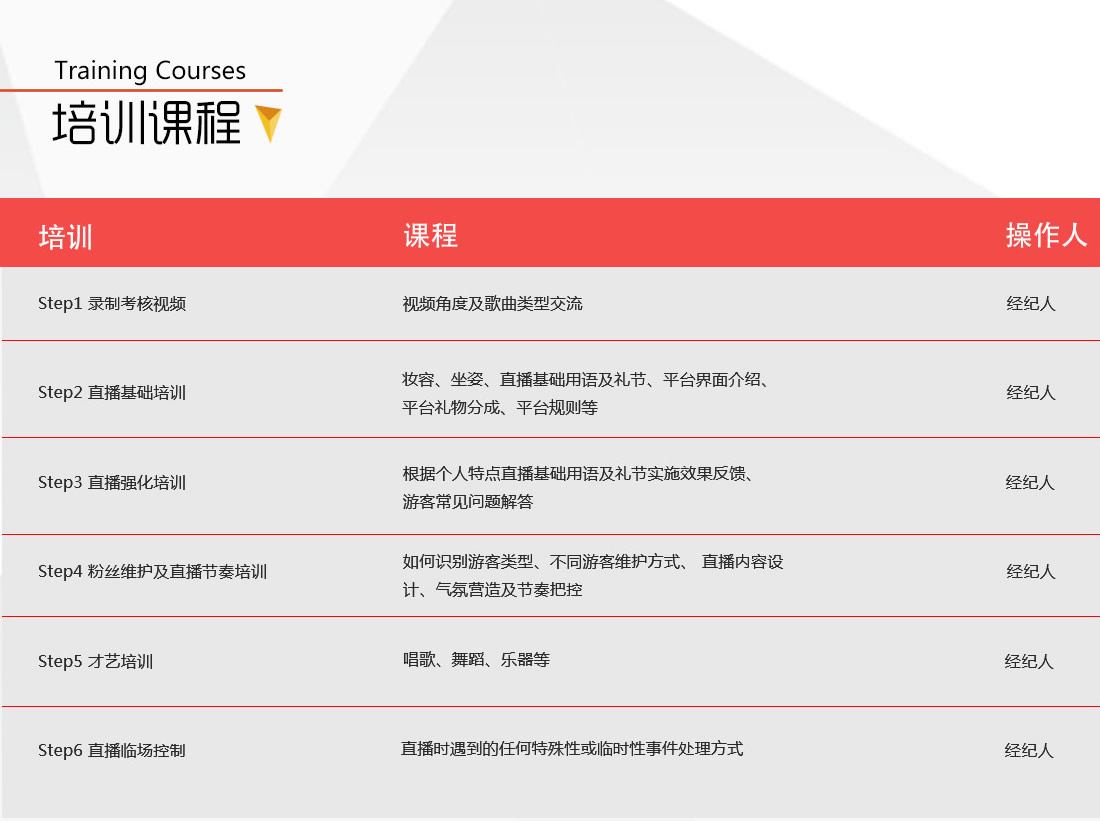 Training Courses
培训课程
培训 课程 操作人
Step1 录制考核视频 视频角度及歌曲类型交流 经纪人
Step2 直播基础培训 妆容、坐姿、直播基础用语及礼节、平台界面介绍、
平台礼物分成、平台规则等 经纪人
Step3 直播强化培训 根据个人特点直播基础用语及礼节实施效果反馈、
游客常见问题解答 经纪人
Step4 粉丝维护及直播节奏培训 如何识别游客类型、不同游客维护方式、 直播内容设
计、气氛营造及节奏把控 经纪人
Step5 才艺培训 唱歌、舞蹈、乐器等 经纪人
Step6 直播临场控制 直播时遇到的任何特殊性或临时性事件处理方式 经纪人